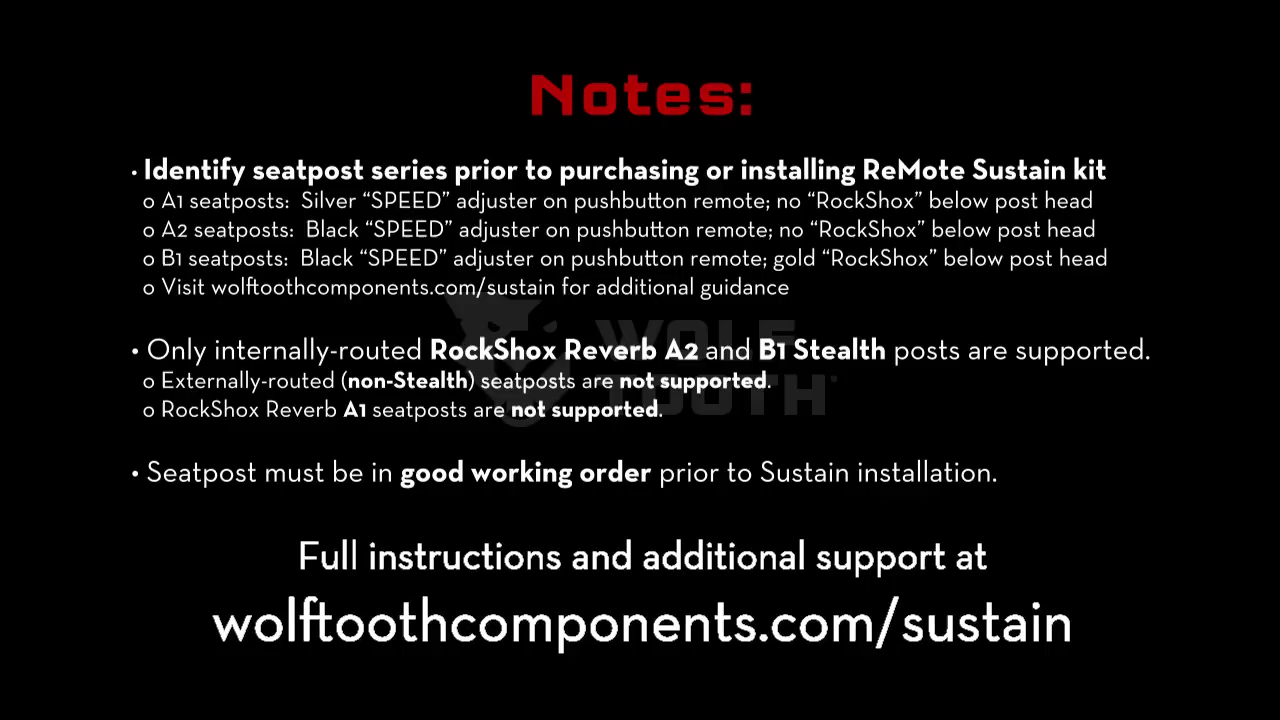 Notes:
• Identify seatpost series prior to purchasing or installing ReMote Sustain kit
o A1 seatposts:  Silver “SPEED” adjuster on pushbutton remote; no “RockShox” below post head
o A2 seatposts:  Black “SPEED” adjuster on pushbutton remote; no “RockShox” below post head
o B1 seatposts:  Black “SPEED” adjuster on pushbutton remote; gold “RockShox” below post head
o Visit wolftoothcomponents.com/sustain for additional guidance
WOLF
TOOTH
• Only internally-routed RockShox Reverb A2 and B1 Stealth posts are supported.
o Externally-routed (non-Stealth) seatposts are not supported.
o RockShox Reverb A1 seatposts are not supported.
• Seatpost must be in good working order prior to Sustain installation.
Full instructions and additional support at
wolftoothcomponents.com/sustain